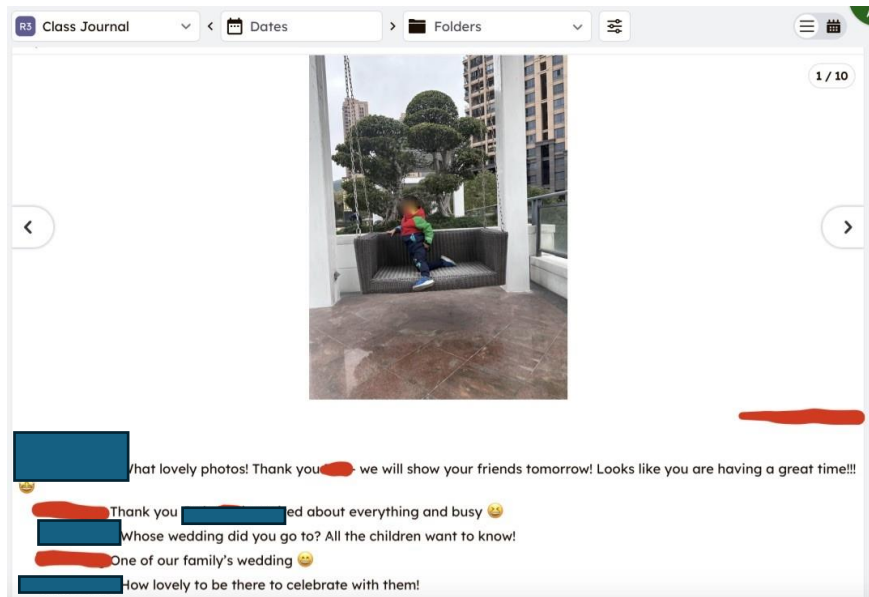 R3 Class Journal Dates Folders
1 / 10
What lovely photos! Thank you we will show your friends tomorrow! Looks like you are having a great time!!!
Thank you ed about everything and busy
Whose wedding did you go to? All the children want to know!
One of our family's wedding
How lovely to be there to celebrate with them!